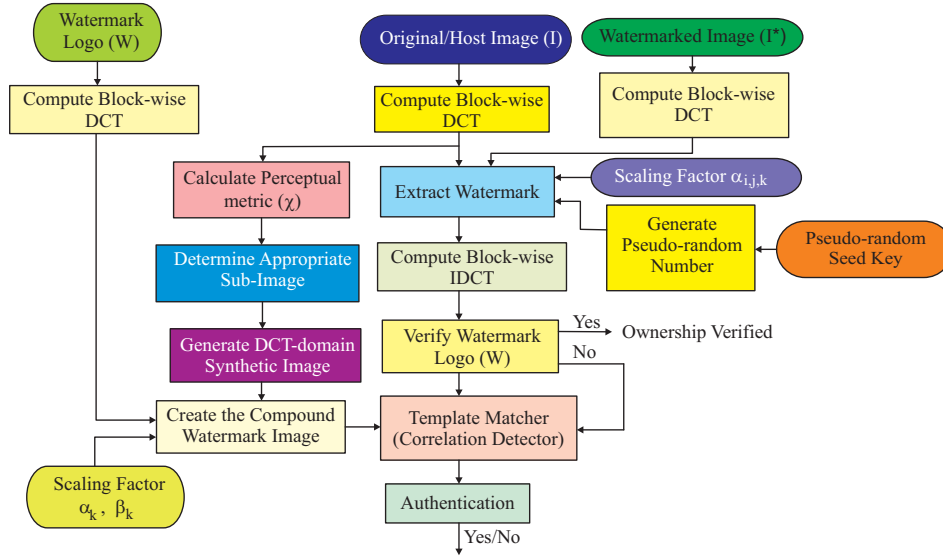 Watermark
Logo (W)
Original/Host Image (I)
Watermarked Image (I*)
Compute Block-wise
DCT
Compute Block-wise
DCT
Compute Block-wise
DCT
Calculate Perceptual
metric (χ)
Extract Watermark
Scaling Factor αi,j,k
Generate
Pseudo-random
Number
Pseudo-random
Seed Key
Determine Appropriate
Sub-Image
Compute Block-wise
IDCT
Generate DCT-domain
Synthetic Image
Verify Watermark
Logo (W)
Yes
Ownership Verified
No
Create the Compound
Watermark Image
Template Matcher
(Correlation Detector)
Scaling Factor
αk , βk
Authentication
Yes/No